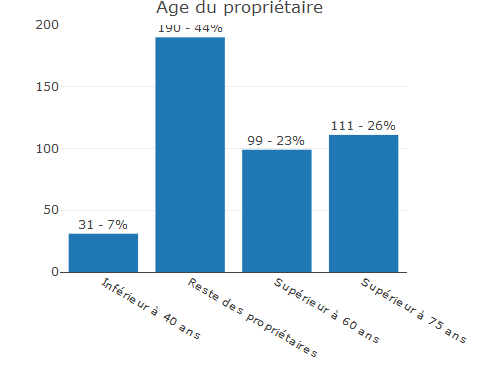 Age du propriétaire
200
190 - 44%
150
111 - 26%
99 - 23%
100
50
31 - 7%
0
Inférieur à 40 ans
Reste des propriétaires
Supérieur à 60 ans
Supérieur à 75 ans